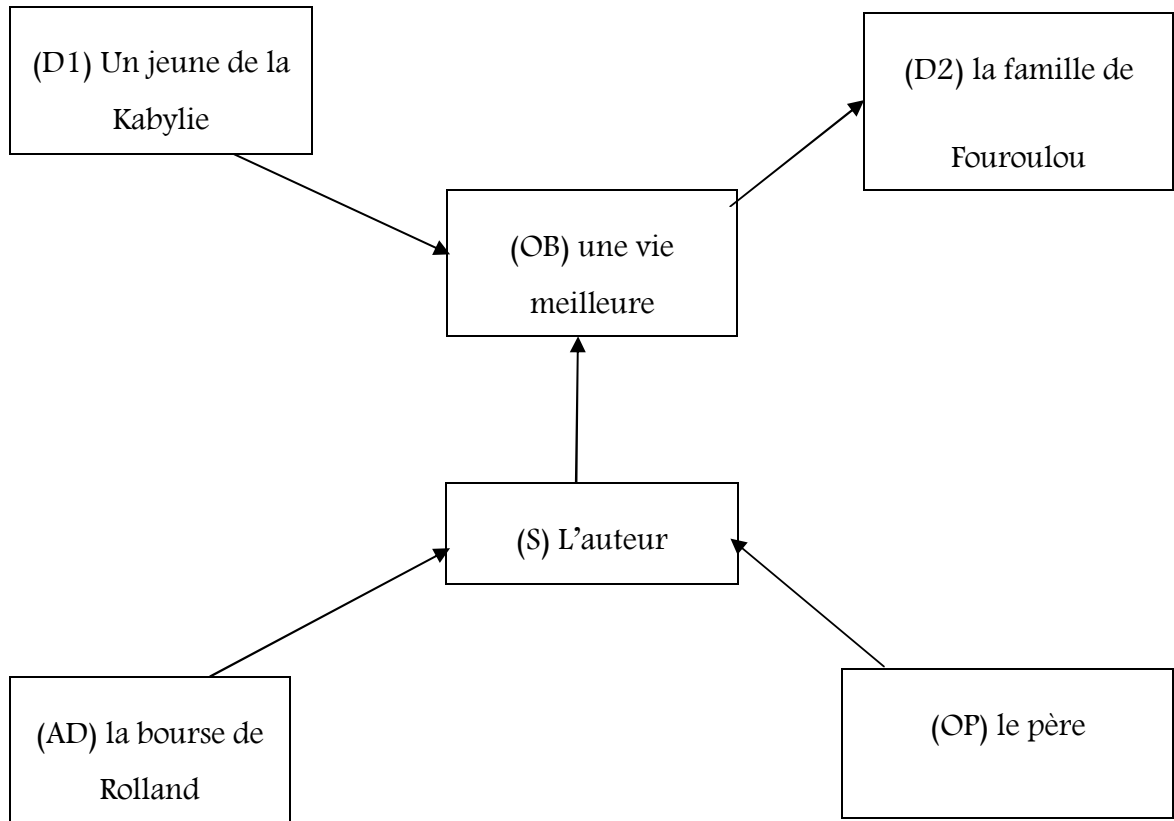 (D1) Un jeune de la
Kabylie
(D2) la famille de
Fouroulou
(OB) une vie
meilleure
(S) L'auteur
(AD) la bourse de
Rolland
(OP) le père